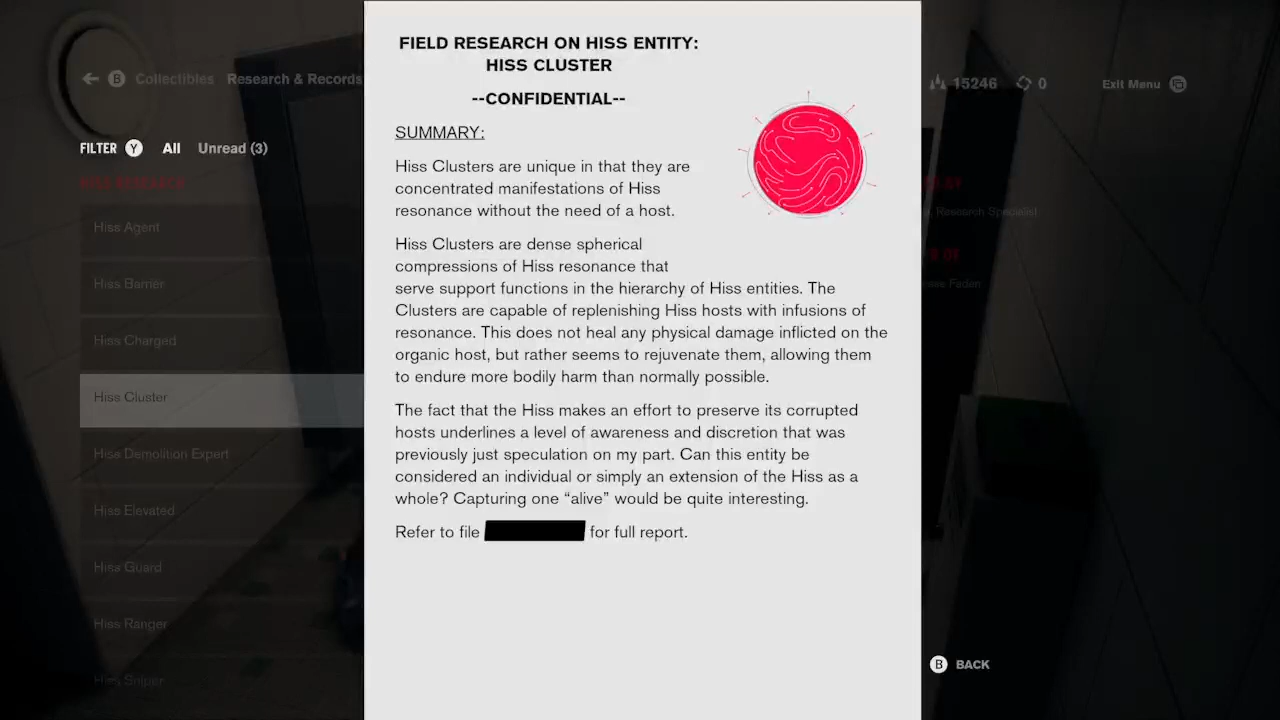 FIELD RESEARCH ON HISS ENTITY:
HISS CLUSTER
--CONFIDENTIAL--
SUMMARY:
Hiss Clusters are unique in that they are
concentrated manifestations of Hiss
resonance without the need of a host.
Hiss Clusters are dense spherical
compressions of Hiss resonance that
serve support functions in the hierarchy of Hiss entities. The
Clusters are capable of replenishing Hiss hosts with infusions of
resonance. This does not heal any physical damage inflicted on the
organic host, but rather seems to rejuvenate them, allowing them
to endure more bodily harm than normally possible.
The fact that the Hiss makes an effort to preserve its corrupted
hosts underlines a level of awareness and discretion that was
previously just speculation on my part. Can this entity be
considered an individual or simply an extension of the Hiss as a
whole? Capturing one “alive” would be quite interesting.
Refer to file for full report.
B Collectibles Research & Records
15246 0 Exit Menu
FILTER Y All Unread (3)
HISS RESEARCH
Hiss Agent
Hiss Barrier
Hiss Charged
Hiss Cluster
Hiss Demolition Expert
Hiss Elevated
Hiss Guard
Hiss Ranger
Hiss Sniper
Research Specialist
Faden
B BACK